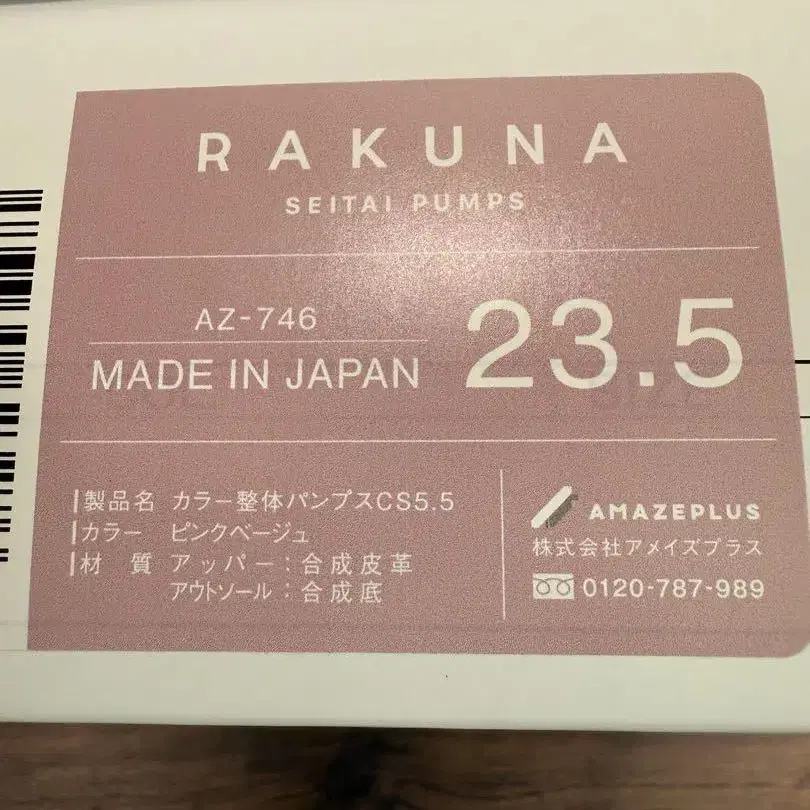 RAKUNA
SEITAI PUMPS
AZ-746
MADE IN JAPAN
23.5
製品名 カラー整体パンプスCS5.5
カラー ピンクベージュ
材 質 アッパー：合成皮革
アウトソール：合成底
AMAZEPLUS
株式会社アメイズプラス
0120-787-989